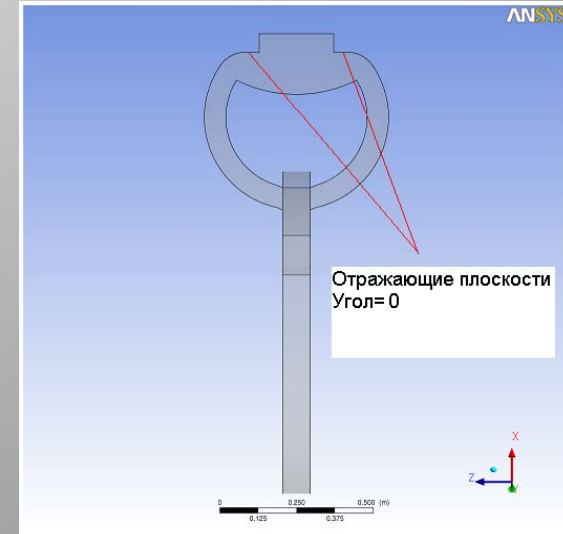 ANSYS
Отражающие плоскости
Угол= 0
X
Z
Y
0 0.250 0.500 (m)
0.125 0.375